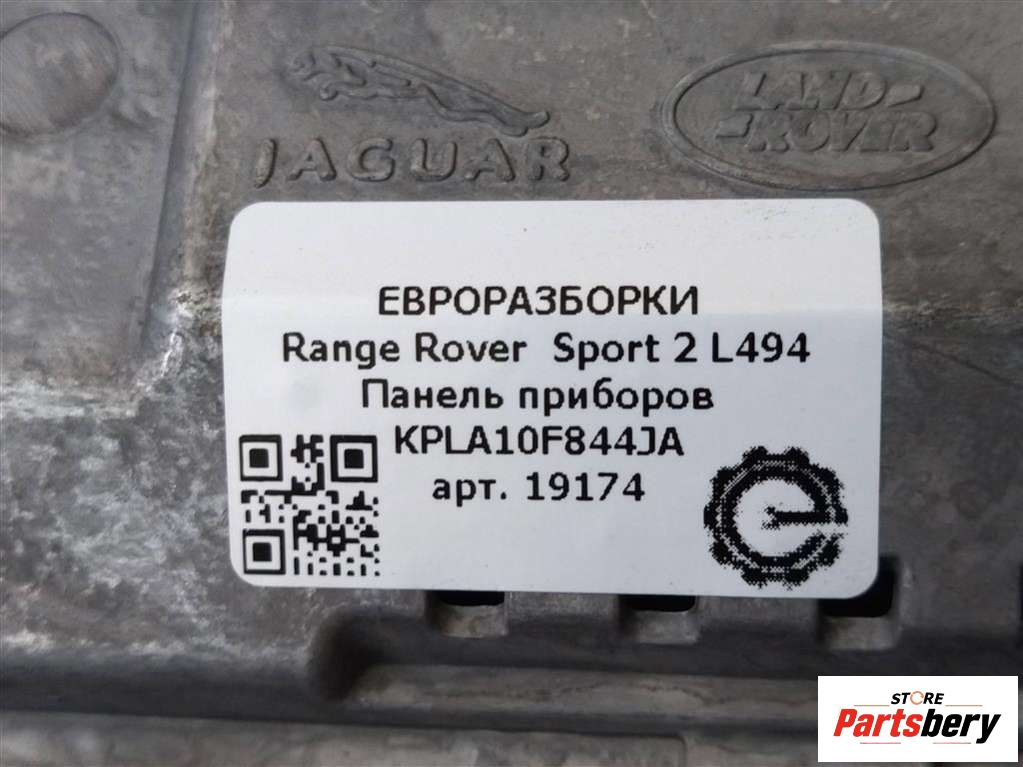 JAGUAR
LAND-
-ROVER
ЕВРОРАЗБОРКИ
Range Rover Sport 2 L494
Панель приборов
KPLA10F844JA
арт. 19174
STORE
Partsbery